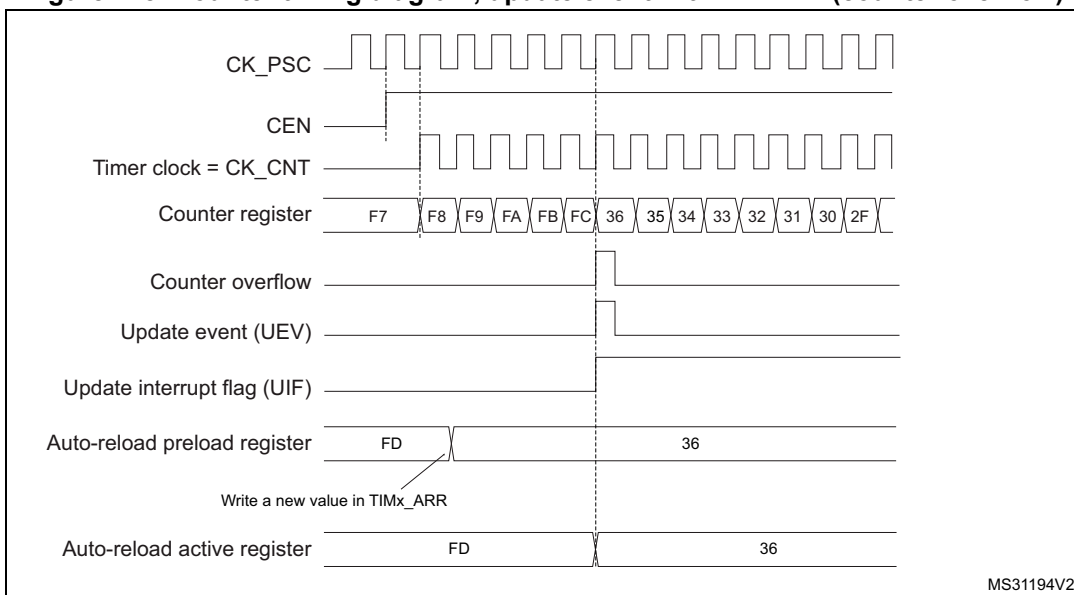 CK_PSC
CEN
Timer clock = CK_CNT
Counter register F7 F8 F9 FA FB FC 36 35 34 33 32 31 30 2F
Counter overflow
Update event (UEV)
Update interrupt flag (UIF)
Auto-reload preload register FD 36
Write a new value in TIMx_ARR
Auto-reload active register FD 36
MS31194V2